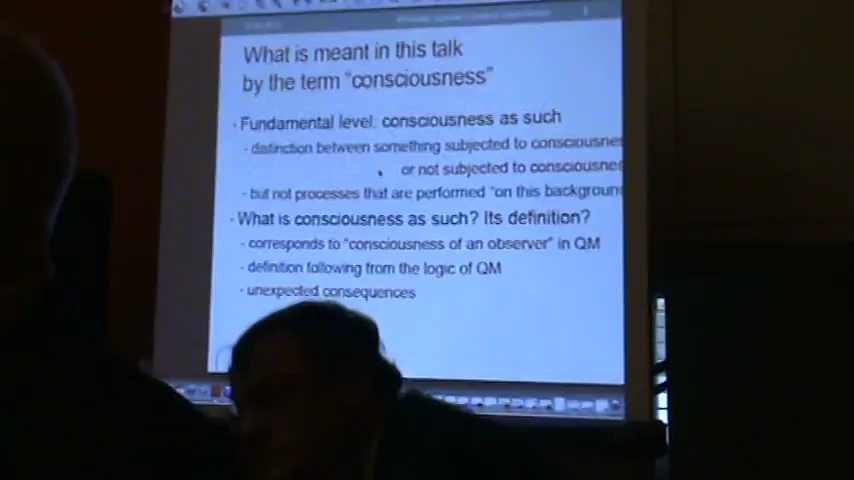 What is meant in this talk
by the term "consciousness"
· Fundamental level: consciousness as such
· distinction between something subjected to consciousnes
or not subjected to consciousnes
· but not processes that are performed "on this backgroun
· What is consciousness as such? Its definition?
· corresponds to "consciousness of an observer" in QM
· definition following from the logic of QM
· unexpected consequences